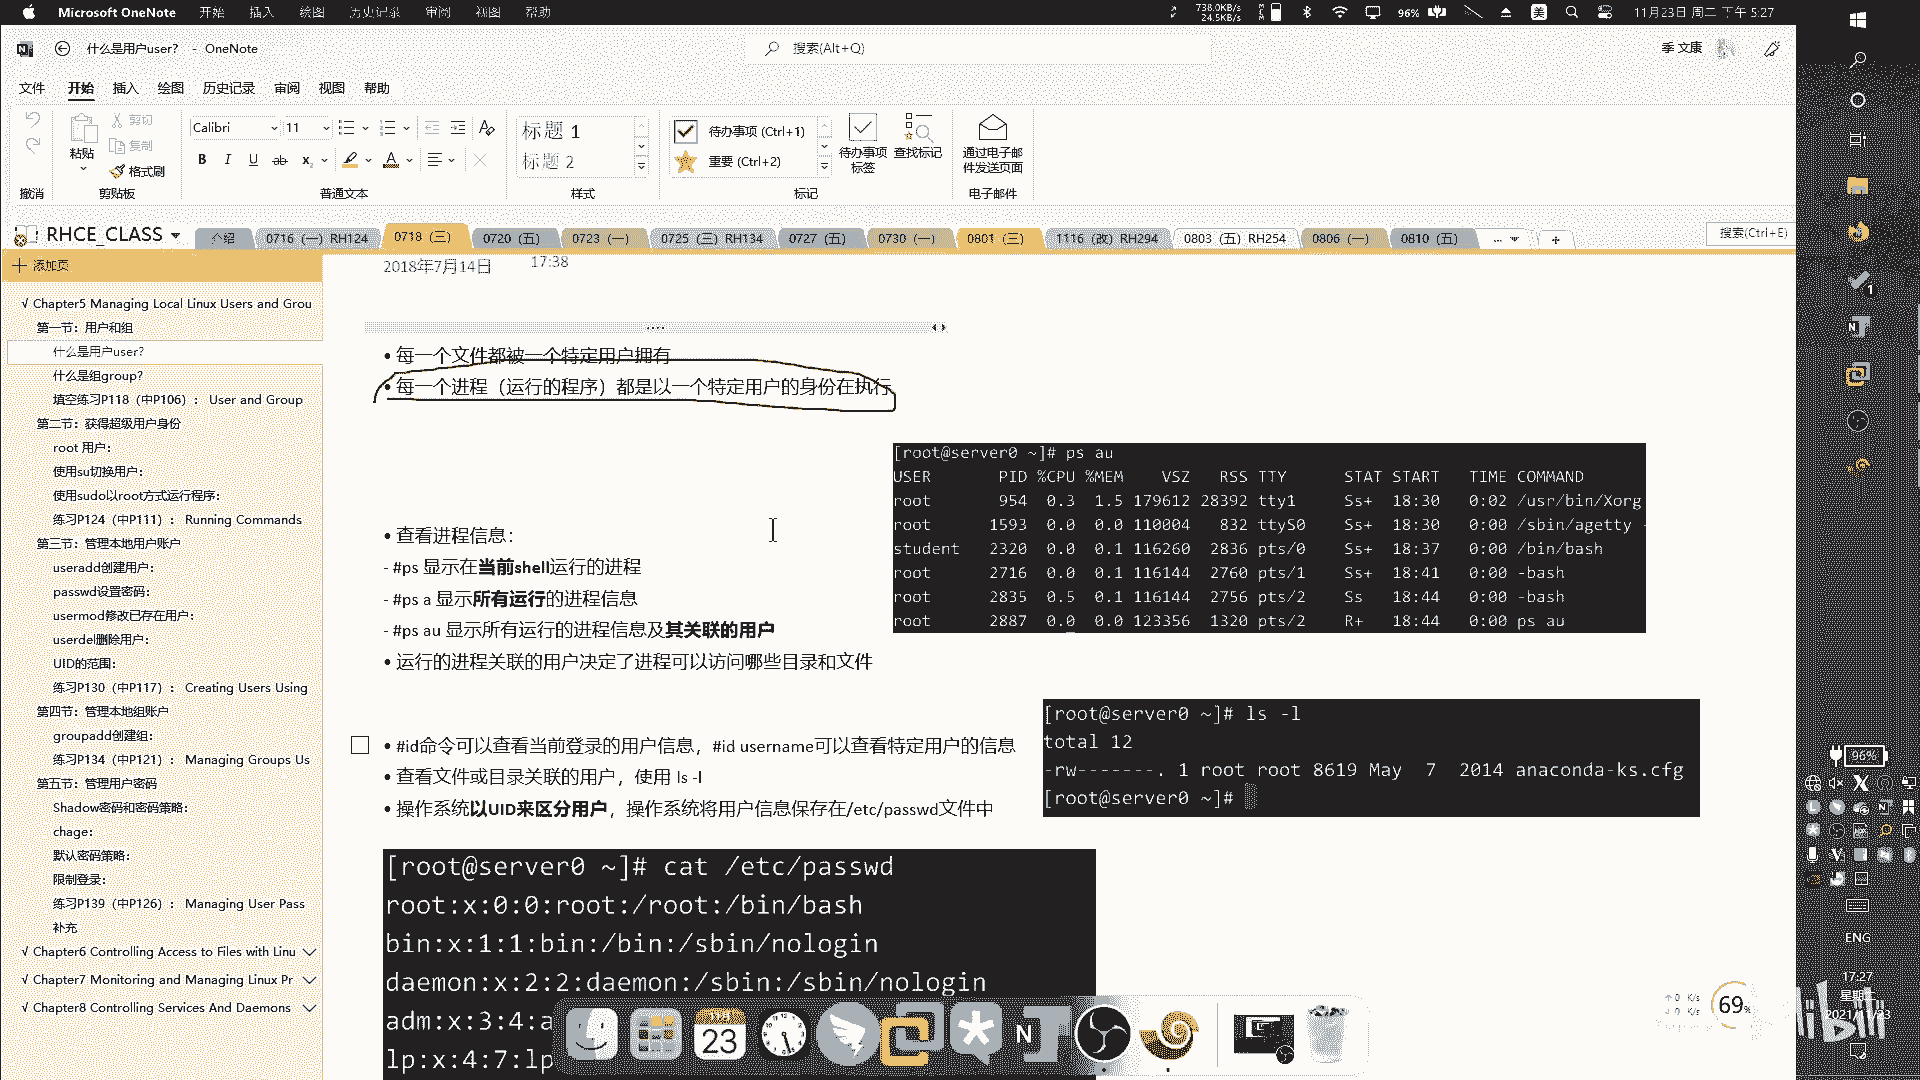 Microsoft OneNote 开始 插入 绘图 历史记录 审阅 视图 帮助
738.0KB/s
24.5KB/s
96%
美
11月23日 周二 下午 5:27
什么是用户user? - OneNote
搜索(Alt+Q)
季 文康
文件 开始 插入 绘图 历史记录 审阅 视图 帮助
粘贴
剪切
复制
格式刷
Calibri 11
标题 1
标题 2
待办事项 (Ctrl+1)
重要 (Ctrl+2)
待办事项标签
查找标记
通过电子邮件发送页面
撤消 剪贴板 普通文本 样式 标记 电子邮件
RHCE_CLASS
介绍
0716 (一) RH124
0718 (三)
0720 (五)
0723 (一)
0725 (三) RH134
0727 (五)
0730 (一)
0801 (三)
1116 (改) RH294
0803 (五) RH254
0806 (一)
0810 (五)
搜索(Ctrl+E)
添加页
√ Chapter5 Managing Local Linux Users and Grou
第一节：用户和组
什么是用户user?
什么是组group?
填空练习P118（中P106）： User and Group
第二节：获得超级用户身份
root 用户:
使用su切换用户:
使用sudo以root方式运行程序:
练习P124（中P111）： Running Commands
第三节：管理本地用户账户
useradd创建用户:
passwd设置密码:
usermod修改已存在用户:
userdel删除用户:
UID的范围:
练习P130（中P117）： Creating Users Using
第四节：管理本地组账户
groupadd创建组:
练习P134（中P121）： Managing Groups Us
第五节：管理用户密码
Shadow密码和密码策略:
chage:
默认密码策略:
限制登录:
练习P139（中P126）： Managing User Pass
补充
√ Chapter6 Controlling Access to Files with Linu
√ Chapter7 Monitoring and Managing Linux Pr
√ Chapter8 Controlling Services And Daemons
2018年7月14日 17:38
• 每一个文件都被一个特定用户拥有
• 每一个进程（运行的程序）都是以一个特定用户的身份在执行
• 查看进程信息：
- #ps 显示在当前shell运行的进程
- #ps a 显示所有运行的进程信息
- #ps au 显示所有运行的进程信息及其关联的用户
• 运行的进程关联的用户决定了进程可以访问哪些目录和文件
• #id命令可以查看当前登录的用户信息，#id username可以查看特定用户的信息
• 查看文件或目录关联的用户，使用 ls -l
• 操作系统以UID来区分用户，操作系统将用户信息保存在/etc/passwd文件中
[root@server0 ~]# ps au
USER PID %CPU %MEM VSZ RSS TTY STAT START TIME COMMAND
root 954 0.3 1.5 179612 28392 tty1 Ss+ 18:30 0:02 /usr/bin/Xorg
root 1593 0.0 0.0 110004 832 ttyS0 Ss+ 18:30 0:00 /sbin/agetty -
student 2320 0.0 0.1 116260 2836 pts/0 Ss+ 18:37 0:00 /bin/bash
root 2716 0.0 0.1 116144 2760 pts/1 Ss+ 18:41 0:00 -bash
root 2835 0.5 0.1 116144 2756 pts/2 Ss 18:44 0:00 -bash
root 2887 0.0 0.0 123356 1320 pts/2 R+ 18:44 0:00 ps au
[root@server0 ~]# ls -l
total 12
-rw-------. 1 root root 8619 May 7 2014 anaconda-ks.cfg
[root@server0 ~]#
[root@server0 ~]# cat /etc/passwd
root:x:0:0:root:/root:/bin/bash
bin:x:1:1:bin:/bin:/sbin/nologin
daemon:x:2:2:daemon:/sbin:/sbin/nologin
adm:x:3:4:a
lp:x:4:7:lp
23
69%
96%
ENG
17:27